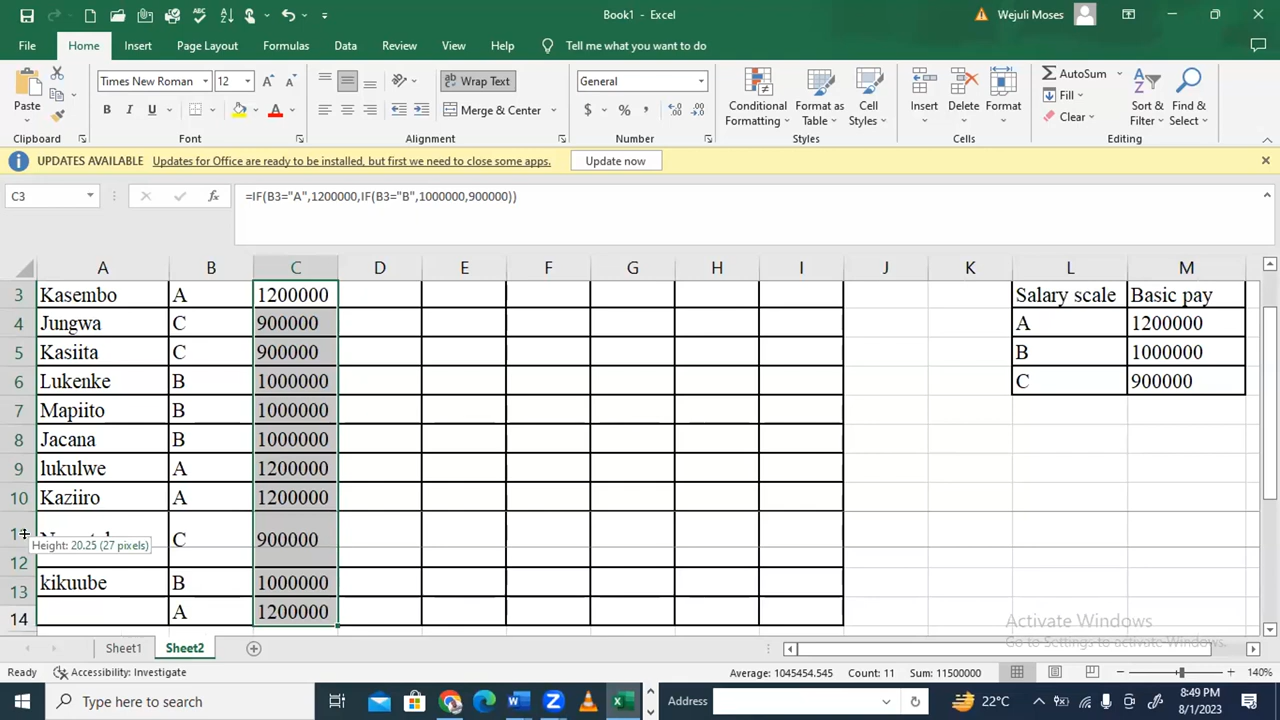 Book1 - Excel
Wejuli Moses
File Home Insert Page Layout Formulas Data Review View Help Tell me what you want to do
Paste
Clipboard
Times New Roman 12
B I U
Font
Wrap Text
Merge & Center
Alignment
General
$ % ,
Number
Conditional Formatting
Format as Table
Cell Styles
Styles
Insert Delete Format
Cells
AutoSum
Fill
Clear
Sort & Filter
Find & Select
Editing
UPDATES AVAILABLE Updates for Office are ready to be installed, but first we need to close some apps. Update now
C3 fx =IF(B3="A",1200000,IF(B3="B",1000000,900000))
A B C D E F G H I J K L M
3 Kasembo A 1200000 Salary scale Basic pay
4 Jungwa C 900000 A 1200000
5 Kasiita C 900000 B 1000000
6 Lukenke B 1000000 C 900000
7 Mapiito B 1000000
8 Jacana B 1000000
9 lukulwe A 1200000
10 Kaziiro A 1200000
C 900000
Height: 20.25 (27 pixels)
12
13 kikuube B 1000000
14 A 1200000
Activate Windows
Go to Settings to activate Windows.
Sheet1 Sheet2
Ready Accessibility: Investigate Average: 1045454.545 Count: 11 Sum: 11500000 140%
Type here to search
Address
22°C
8:49 PM
8/1/2023